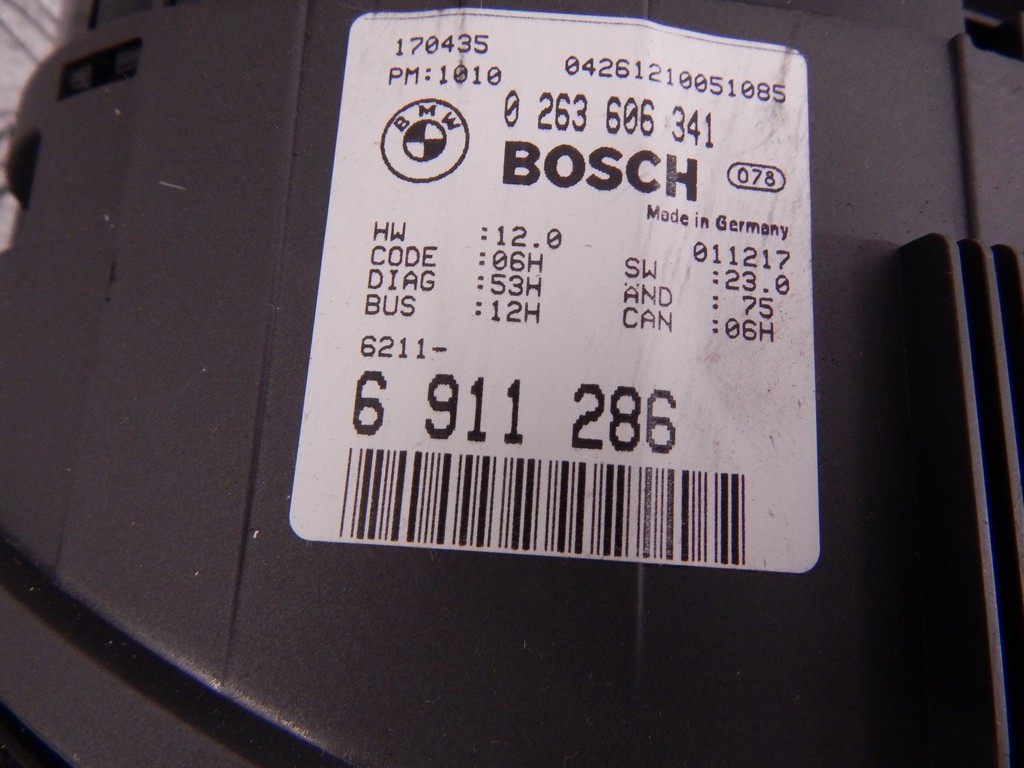 170435
PM:1010 04261210051085
BMW 0 263 606 341
BOSCH 078
Made in Germany
HW :12.0 011217
CODE :06H SW :23.0
DIAG :53H AND : 75
BUS :12H CAN :06H
6211-
6 911 286